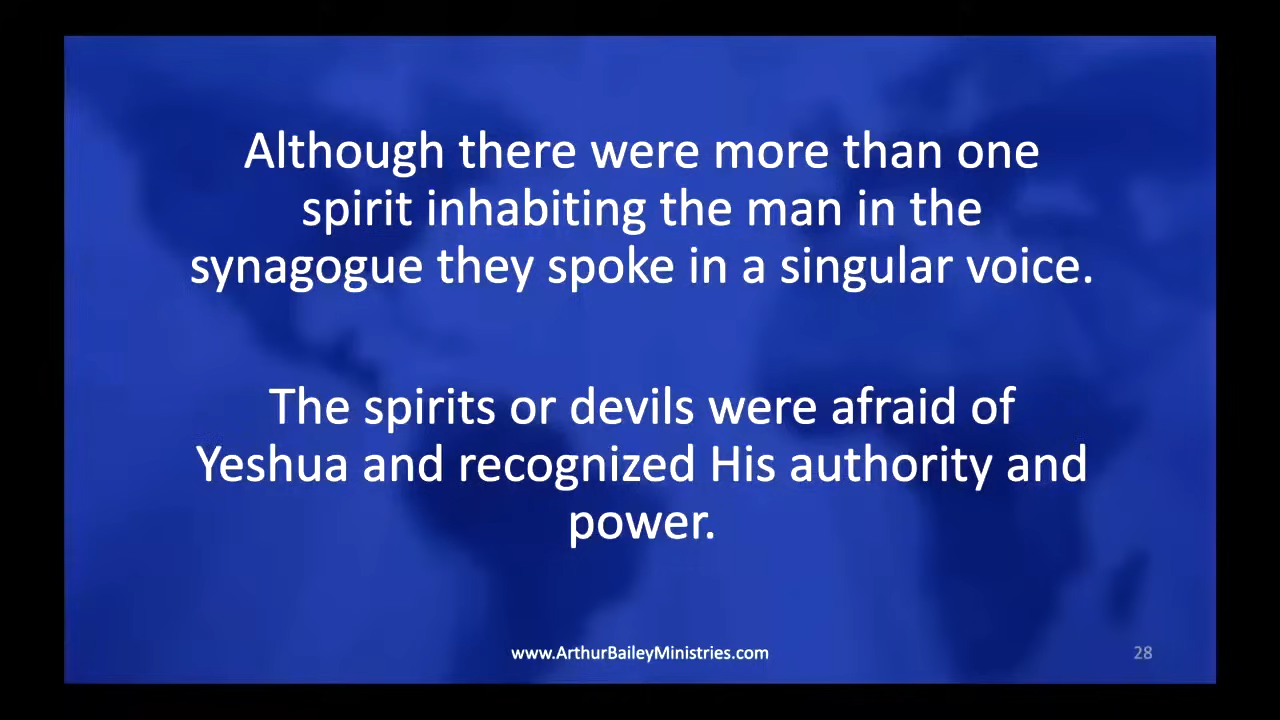 Although there were more than one
spirit inhabiting the man in the
synagogue they spoke in a singular voice.
The spirits or devils were afraid of
Yeshua and recognized His authority and
power.
www.ArthurBaileyMinistries.com
28